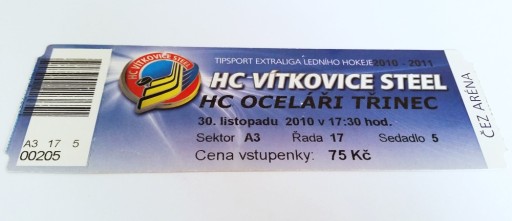 TIPSPORT EXTRALIGA LEDNÍHO HOKEJE 2010 - 2011
HC VÍTKOVICE STEEL
HC VÍTKOVICE STEEL
HC OCELÁŘI TŘINEC
30. listopadu 2010 v 17:30 hod.
Sektor A3 Řada 17 Sedadlo 5
Cena vstupenky: 75 Kč
A3 17 5
00205
ČEZ ARÉNA